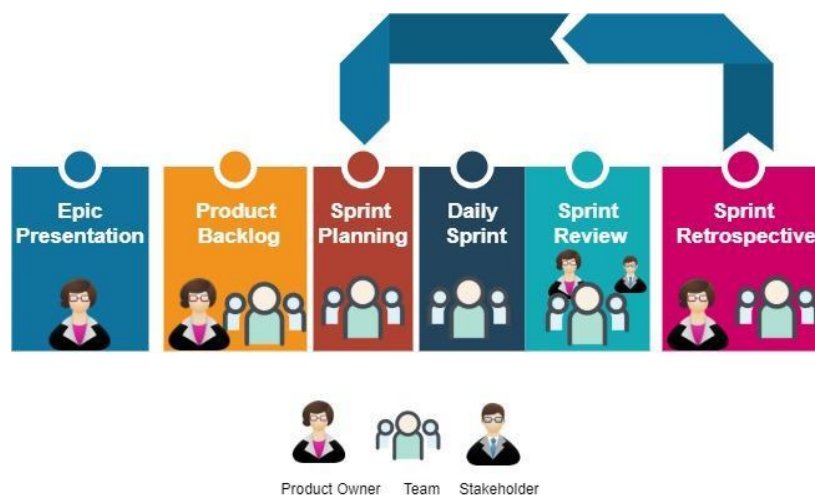 Epic
Presentation
Product
Backlog
Sprint
Planning
Daily
Sprint
Sprint
Review
Sprint
Retrospective
Product Owner
Team
Stakeholder